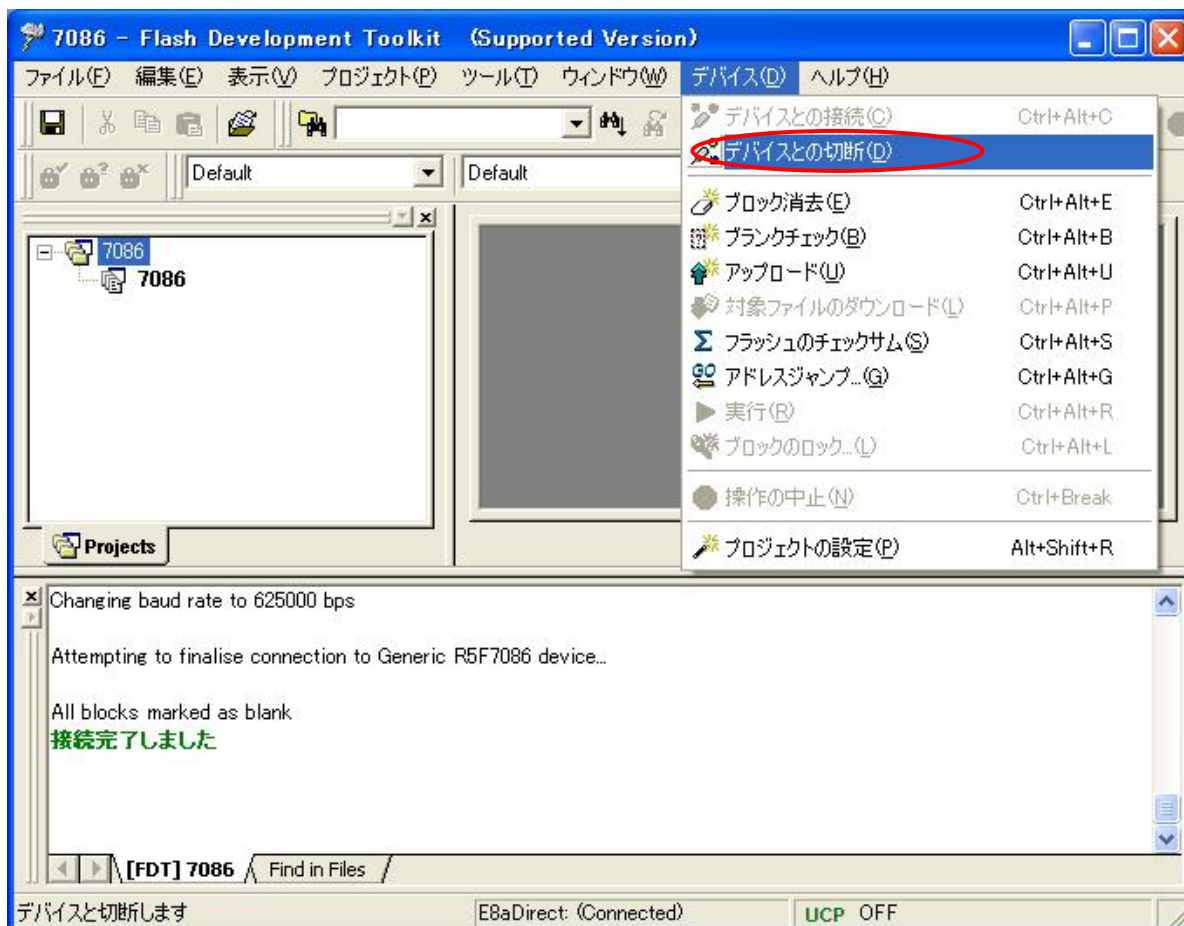 7086 - Flash Development Toolkit (Supported Version)
ファイル(F) 編集(E) 表示(V) プロジェクト(P) ツール(T) ウィンドウ(W) デバイス(D) ヘルプ(H)
デバイスとの接続(C) Ctrl+Alt+C
デバイスとの切断(D)
Default Default
ブロック消去(E) Ctrl+Alt+E
ブランクチェック(B) Ctrl+Alt+B
アップロード(U) Ctrl+Alt+U
対象ファイルのダウンロード(L) Ctrl+Alt+P
フラッシュのチェックサム(S) Ctrl+Alt+S
アドレスジャンプ...(G) Ctrl+Alt+G
実行(R) Ctrl+Alt+R
ブロックのロック...(L) Ctrl+Alt+L
操作の中止(N) Ctrl+Break
プロジェクトの設定(P) Alt+Shift+R
7086
7086
Projects
Changing baud rate to 625000 bps
Attempting to finalise connection to Generic R5F7086 device...
All blocks marked as blank
接続完了しました
[FDT] 7086 Find in Files
デバイスと切断します E8aDirect: (Connected) UCP OFF